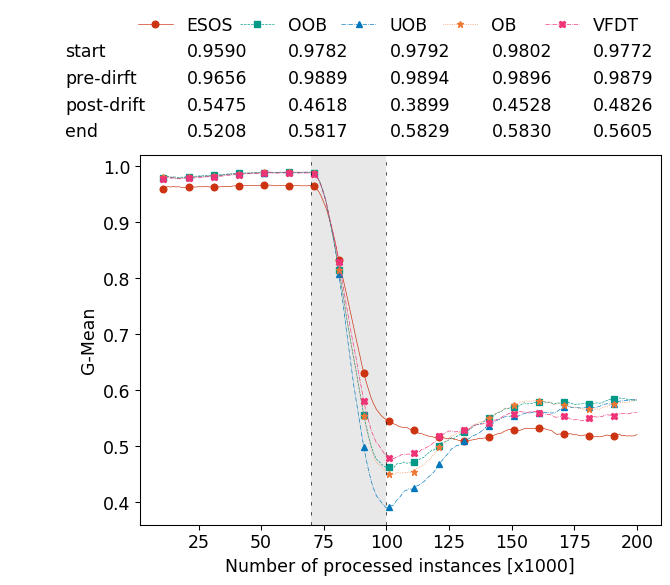 ESOS OOB UOB OB VFDT
start 0.9590 0.9782 0.9792 0.9802 0.9772
pre-dirft 0.9656 0.9889 0.9894 0.9896 0.9879
post-drift 0.5475 0.4618 0.3899 0.4528 0.4826
end 0.5208 0.5817 0.5829 0.5830 0.5605
1.0
0.9
0.8
0.7
0.6
0.5
0.4
G-Mean
25 50 75 100 125 150 175 200
Number of processed instances [x1000]